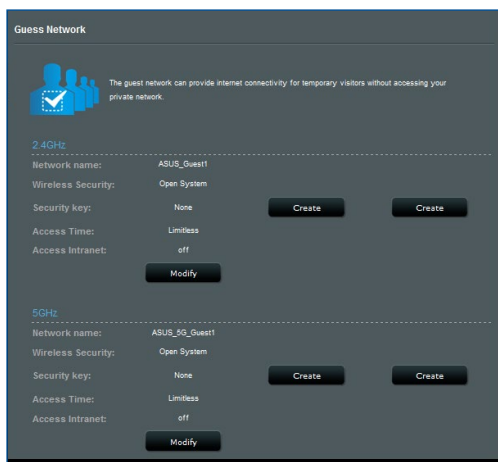 Guess Network
The guest network can provide internet connectivity for temporary visitors without accessing your
private network.
2.4GHz
Network name: ASUS_Guest1
Wireless Security: Open System
Security key: None Create Create
Access Time: Limitless
Access Intranet: off
Modify
5GHz
Network name: ASUS_5G_Guest1
Wireless Security: Open System
Security key: None Create Create
Access Time: Limitless
Access Intranet: off
Modify